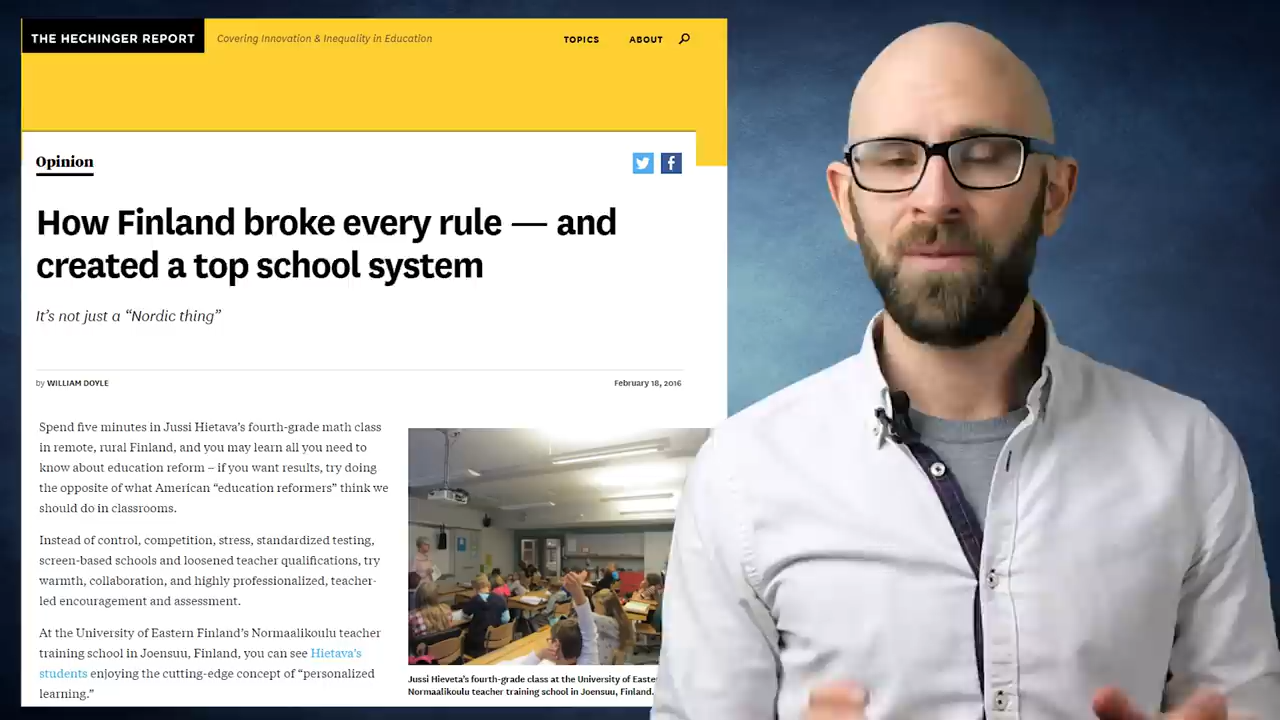 THE HECHINGER REPORT
Covering Innovation & Inequality in Education
TOPICS
ABOUT
Opinion
How Finland broke every rule — and
created a top school system
It's not just a “Nordic thing”
by WILLIAM DOYLE
February 18, 2016
Spend five minutes in Jussi Hietava’s fourth-grade math class
in remote, rural Finland, and you may learn all you need to
know about education reform – if you want results, try doing
the opposite of what American “education reformers” think we
should do in classrooms.
Instead of control, competition, stress, standardized testing,
screen-based schools and loosened teacher qualifications, try
warmth, collaboration, and highly professionalized, teacher-
led encouragement and assessment.
At the University of Eastern Finland’s Normaalikoulu teacher
training school in Joensuu, Finland, you can see Hietava’s
students enjoying the cutting-edge concept of “personalized
learning.”
Jussi Hieveta’s fourth-grade class at the University of
Normaalikoulu teacher training school in Joensuu, Finland.